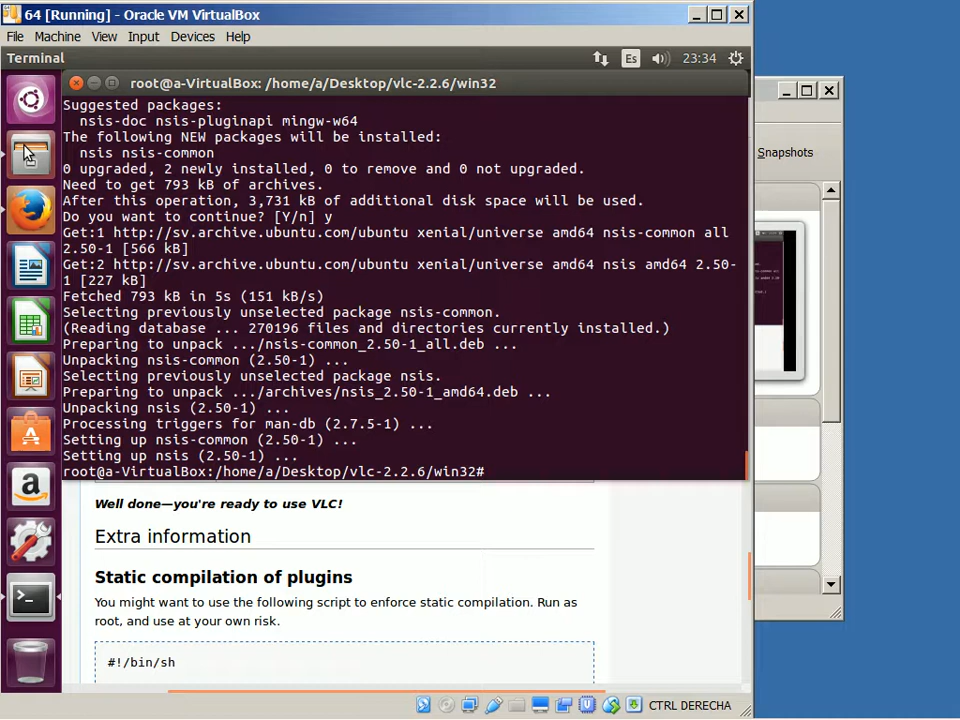 64 [Running] - Oracle VM VirtualBox
File Machine View Input Devices Help
Terminal
Es
23:34
root@a-VirtualBox: /home/a/Desktop/vlc-2.2.6/win32
Suggested packages:
nsis-doc nsis-pluginapi mingw-w64
The following NEW packages will be installed:
nsis nsis-common
0 upgraded, 2 newly installed, 0 to remove and 0 not upgraded.
Need to get 793 kB of archives.
After this operation, 3,731 kB of additional disk space will be used.
Do you want to continue? [Y/n] y
Get:1 http://sv.archive.ubuntu.com/ubuntu xenial/universe amd64 nsis-common all
2.50-1 [566 kB]
Get:2 http://sv.archive.ubuntu.com/ubuntu xenial/universe amd64 nsis amd64 2.50-
1 [227 kB]
Fetched 793 kB in 5s (151 kB/s)
Selecting previously unselected package nsis-common.
(Reading database ... 270196 files and directories currently installed.)
Preparing to unpack .../nsis-common_2.50-1_all.deb ...
Unpacking nsis-common (2.50-1) ...
Selecting previously unselected package nsis.
Preparing to unpack .../archives/nsis_2.50-1_amd64.deb ...
Unpacking nsis (2.50-1) ...
Processing triggers for man-db (2.7.5-1) ...
Setting up nsis-common (2.50-1) ...
Setting up nsis (2.50-1) ...
root@a-VirtualBox:/home/a/Desktop/vlc-2.2.6/win32#
Well done—you're ready to use VLC!
Extra information
Static compilation of plugins
You might want to use the following script to enforce static compilation. Run as
root, and use at your own risk.
#!/bin/sh
Snapshots
CTRL DERECHA